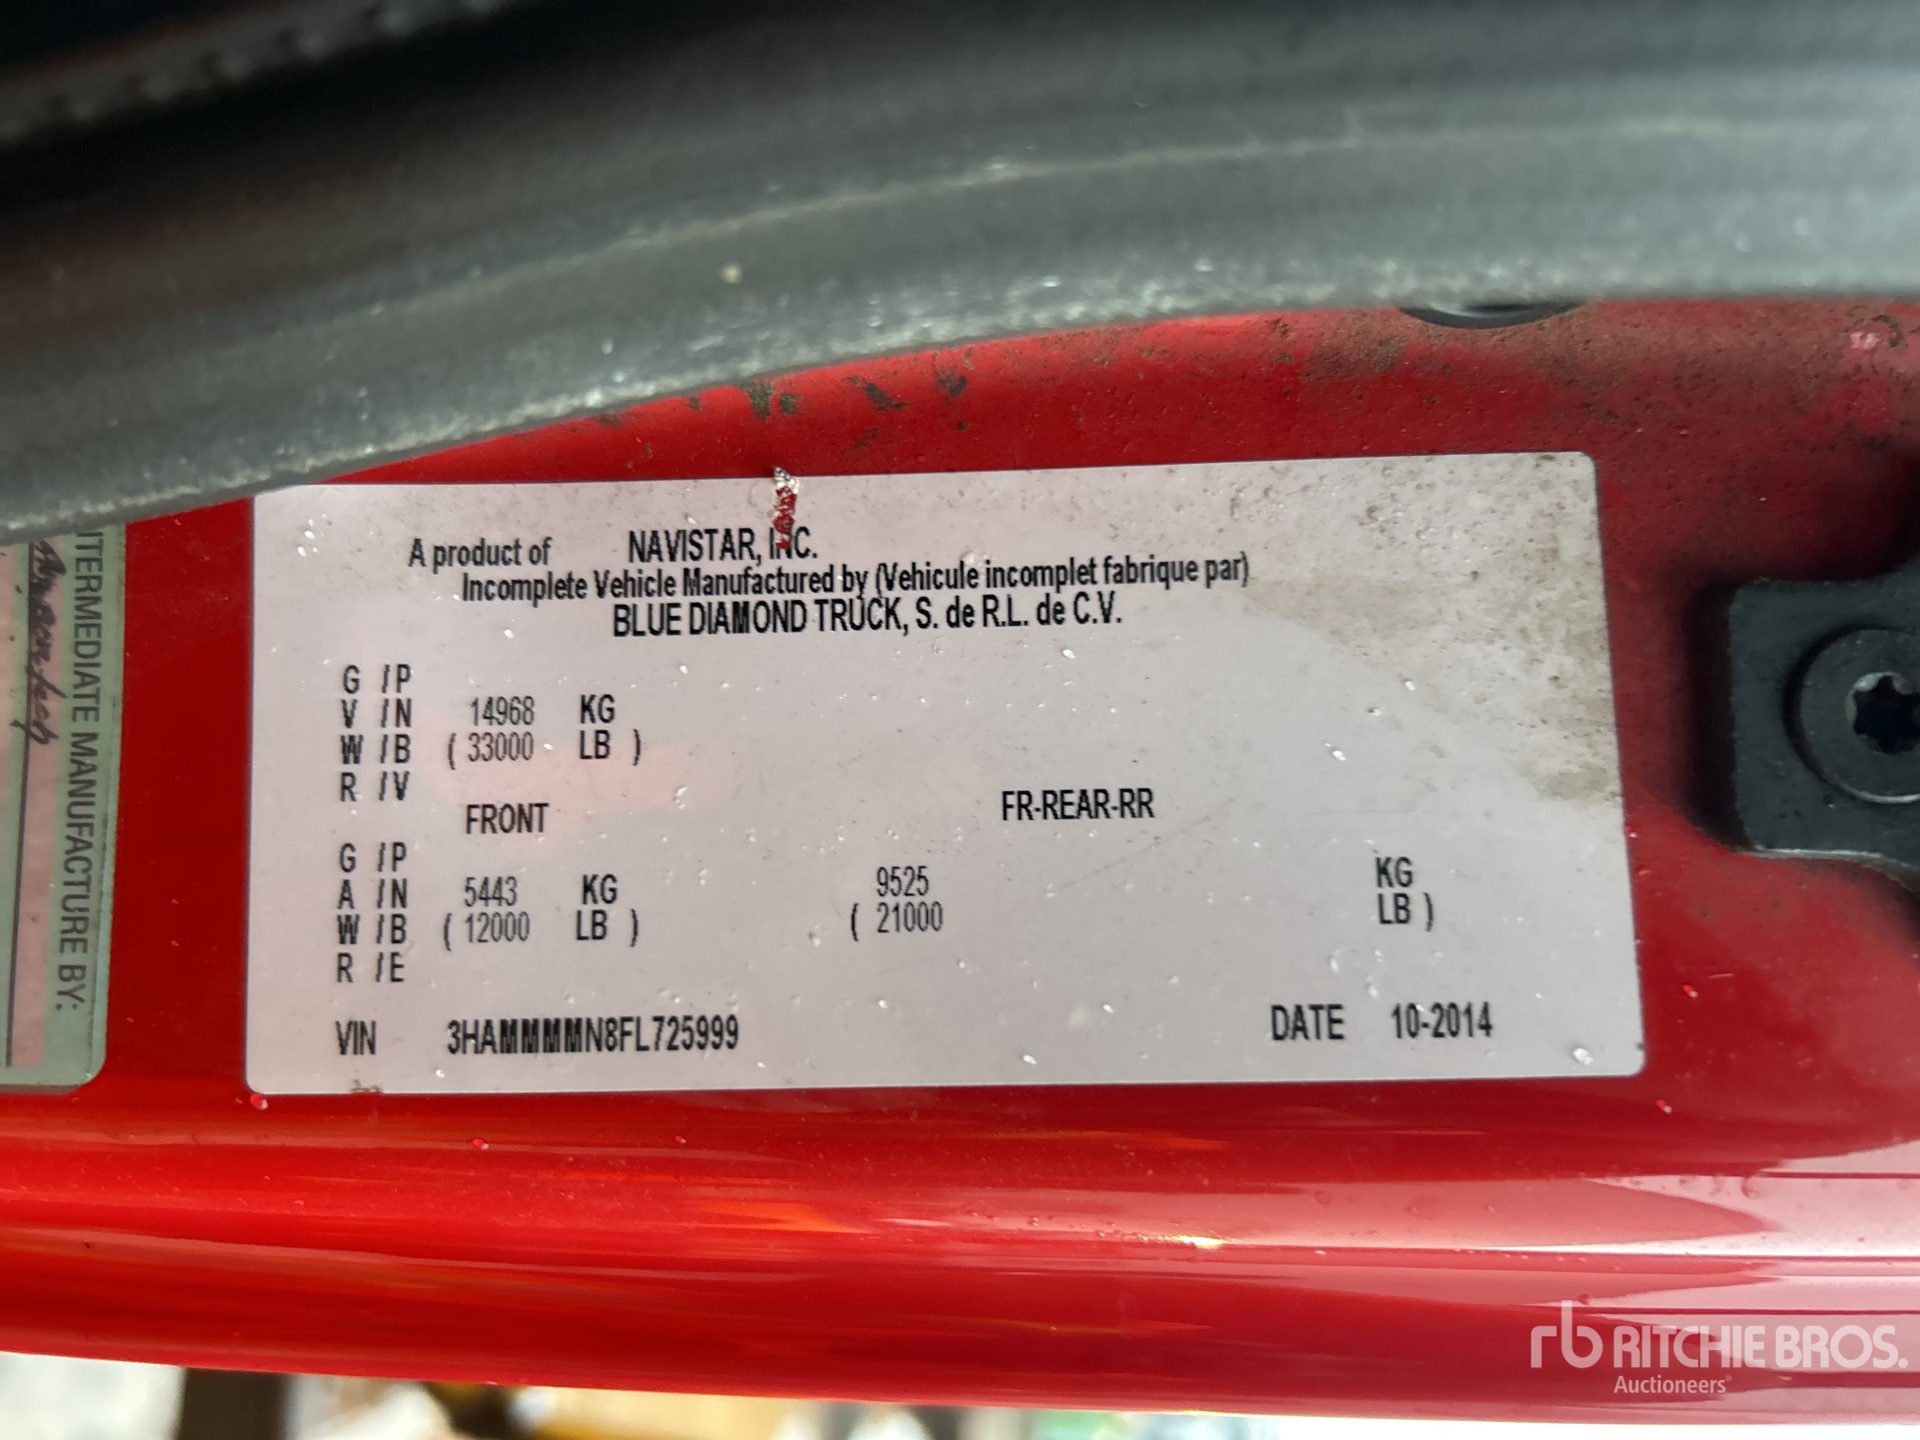 A product of NAVISTAR, INC.
Incomplete Vehicle Manufactured by (Vehicule incomplet fabrique par)
BLUE DIAMOND TRUCK, S. de R.L. de C.V.
G / P
V / N 14968 KG
W / B ( 33000 LB )
R / V
FRONT FR-REAR-RR
G / P
A / N 5443 KG 9525 KG
W / B ( 12000 LB ) ( 21000 LB )
R / E
VIN 3HAMMMMN8FL725999 DATE 10-2014
NTERMEDIATE MANUFACTURE BY:
rb RITCHIE BROS.
Auctioneers